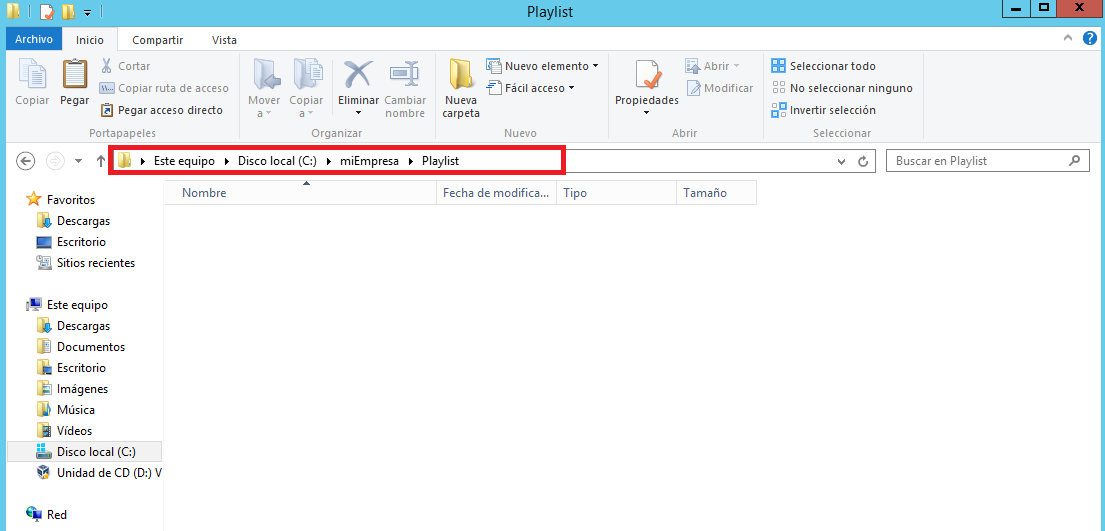 Playlist
Archivo Inicio Compartir Vista
Copiar
Pegar
Cortar
Copiar ruta de acceso
Pegar acceso directo
Portapapeles
Mover a
Copiar a
Eliminar
Cambiar nombre
Organizar
Nueva carpeta
Nuevo elemento
Fácil acceso
Nuevo
Propiedades
Abrir
Modificar
Abrir
Seleccionar todo
No seleccionar ninguno
Invertir selección
Seleccionar
Este equipo Disco local (C:) miEmpresa Playlist
Buscar en Playlist
Nombre Fecha de modifica... Tipo Tamaño
Favoritos
Descargas
Escritorio
Sitios recientes
Este equipo
Descargas
Documentos
Escritorio
Imágenes
Música
Vídeos
Disco local (C:)
Unidad de CD (D:) V
Red